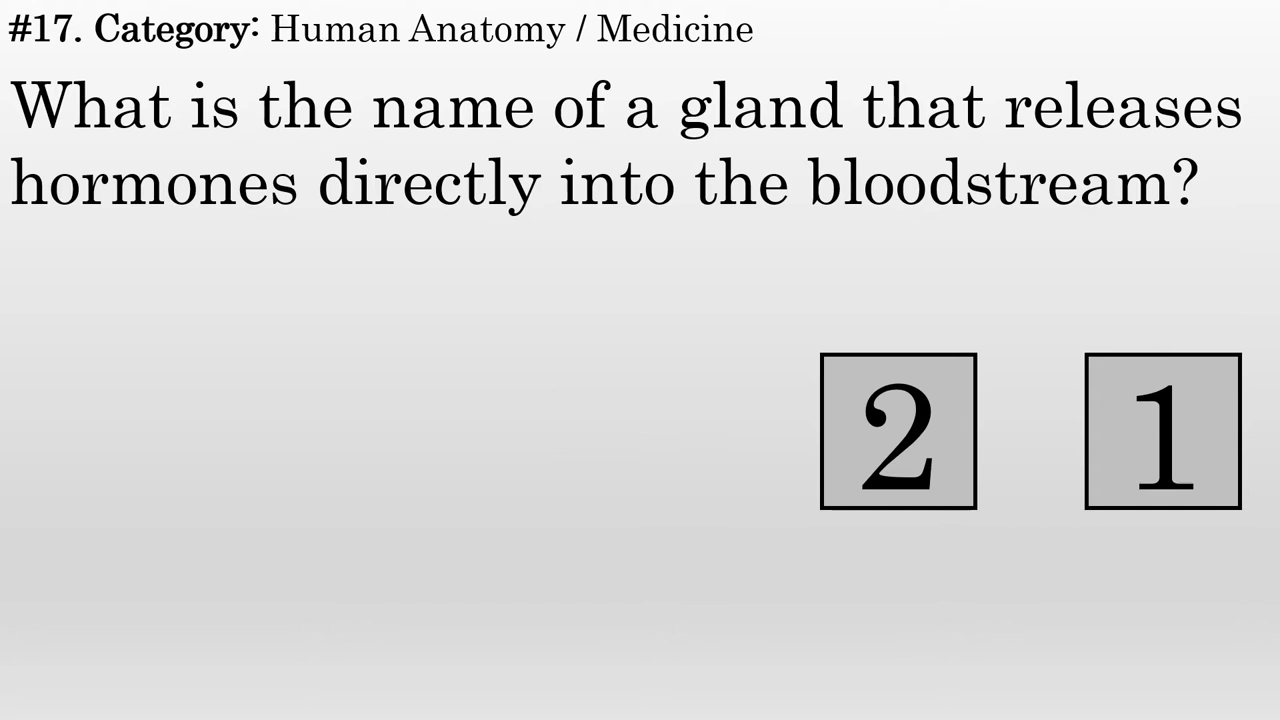 #17. Category: Human Anatomy / Medicine
What is the name of a gland that releases
hormones directly into the bloodstream?
2 1